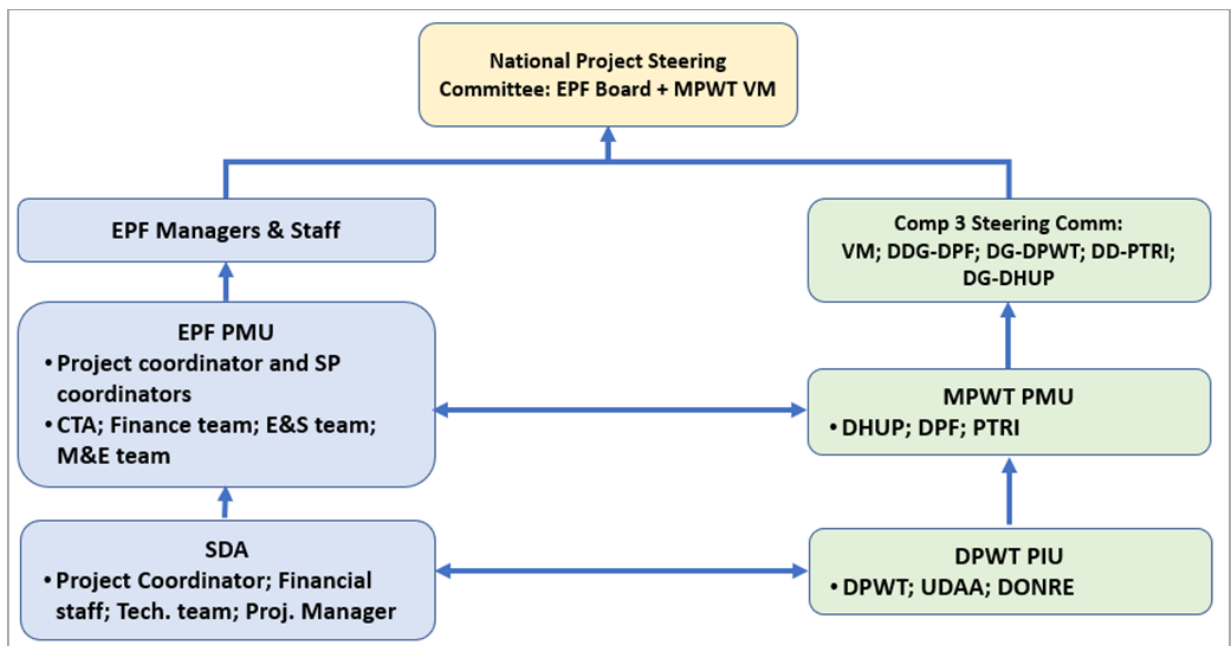 National Project Steering
Committee: EPF Board + MPWT VM
EPF Managers & Staff
Comp 3 Steering Comm:
VM; DDG-DPF; DG-DPWT; DD-PTRI;
DG-DHUP
EPF PMU
• Project coordinator and SP
coordinators
• CTA; Finance team; E&S team;
M&E team
MPWT PMU
• DHUP; DPF; PTRI
SDA
• Project Coordinator; Financial
staff; Tech. team; Proj. Manager
DPWT PIU
• DPWT; UDAA; DONRE